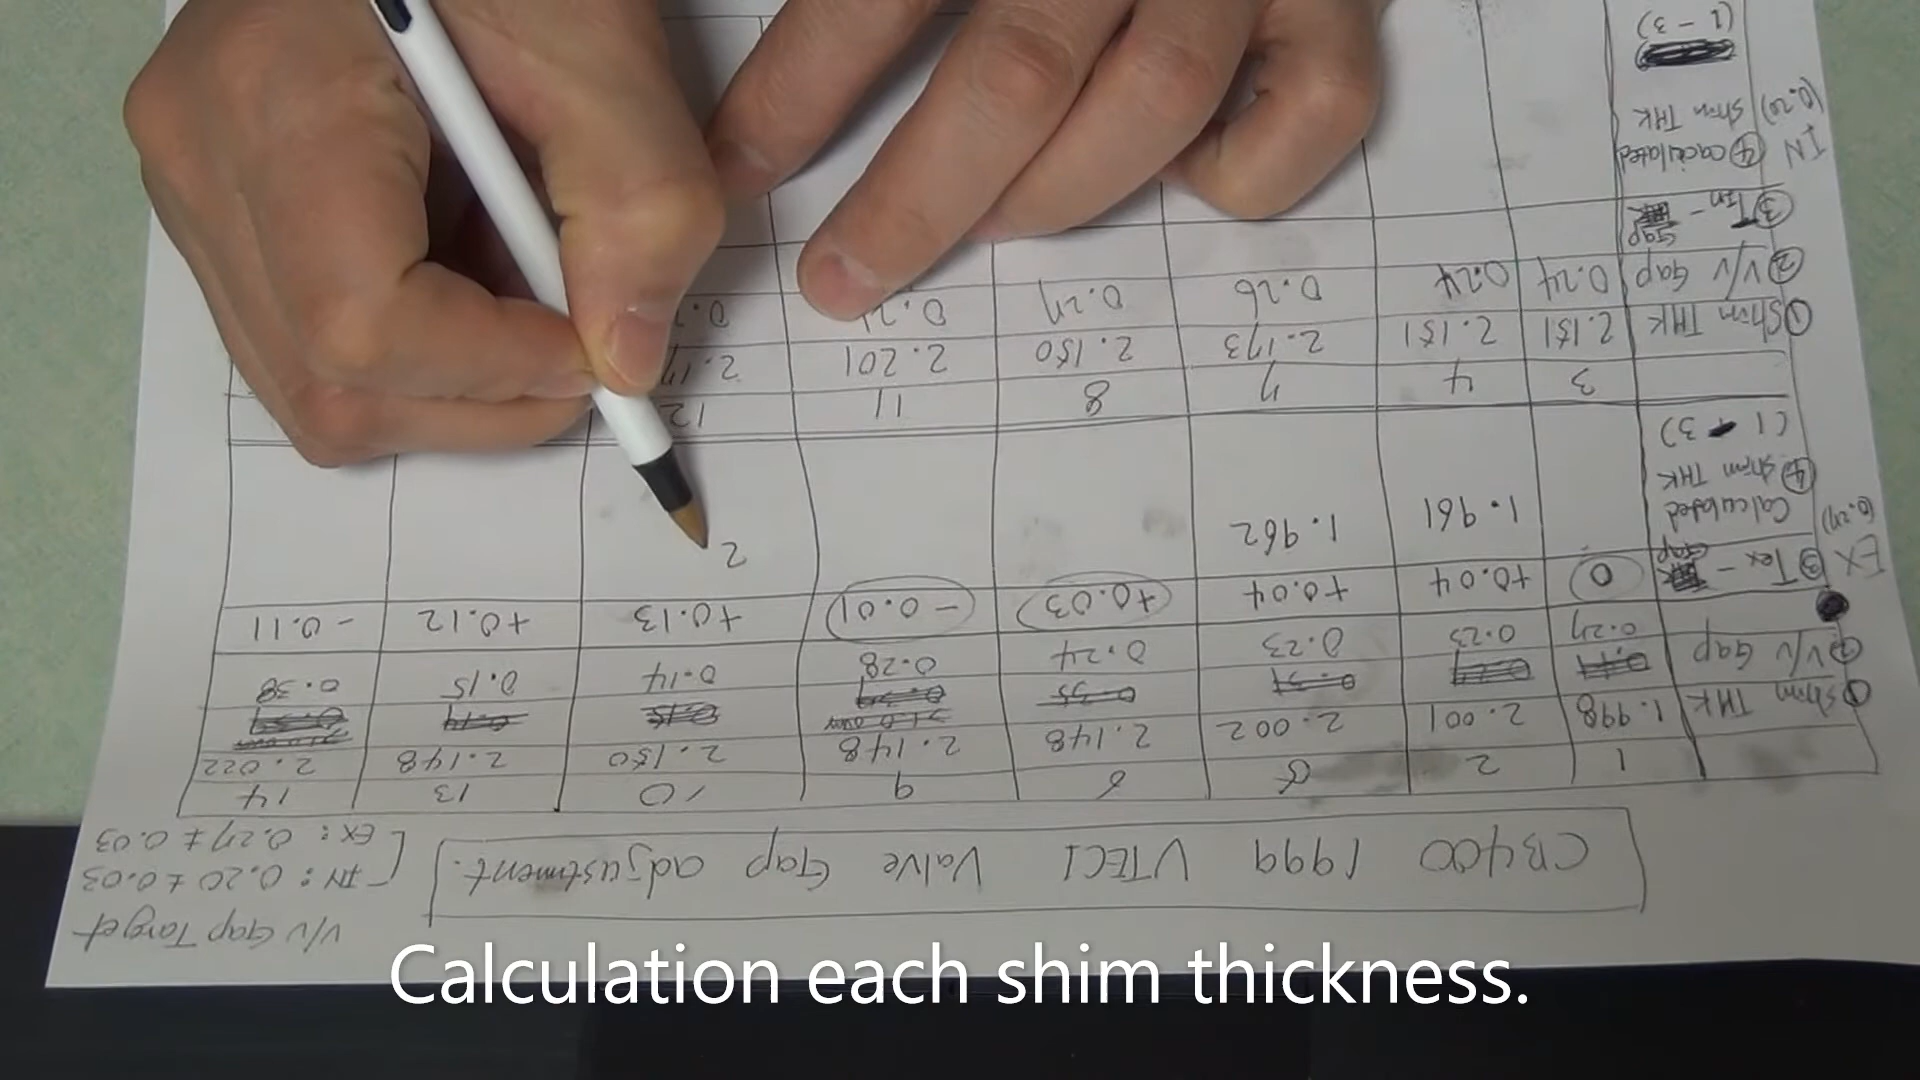 V/V Gap Target
IN: 0.20 ± 0.03
EX: 0.27 ± 0.03
CB400 1999 VTEC1 Valve Gap adjustment.
1 2 5 6 9 10 13 14
① Shim THK 1.998 2.001 2.002 2.148 2.148 2.150 2.148 2.022
② V/V Gap 0.27 0.23 0.23 0.24 0.28 0.14 0.15 0.38
EX (0.27)
③ Tex - Gap 0 +0.04 +0.04 +0.03 -0.01 +0.13 +0.12 -0.11
Calculated 1.961 1.962 2
④ Shim THK
(1 - 3)
3 4 7 8 11 12
① Shim THK 2.151 2.151 2.173 2.150 2.201 2.17
② V/V Gap 0.24 0.24 0.26 0.27 0.2 0.2
③ TIN - Gap
IN (0.20)
④ Caculated
Shim THK
(1 - 3)
Calculation each shim thickness.